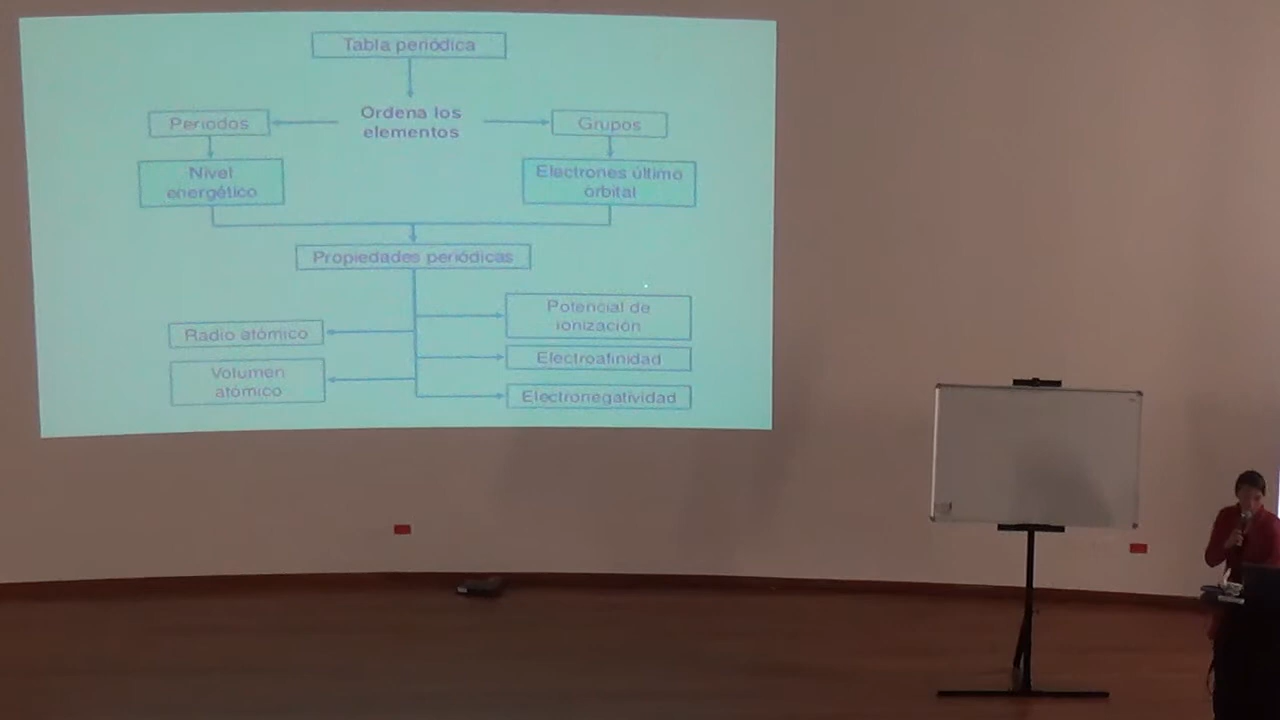 Tabla periódica
Ordena los
elementos
Periodos
Grupos
Nivel
energético
Electrones último
orbital
Propiedades periódicas
Radio atómico
Volumen
atómico
Potencial de
ionización
Electroafinidad
Electronegatividad